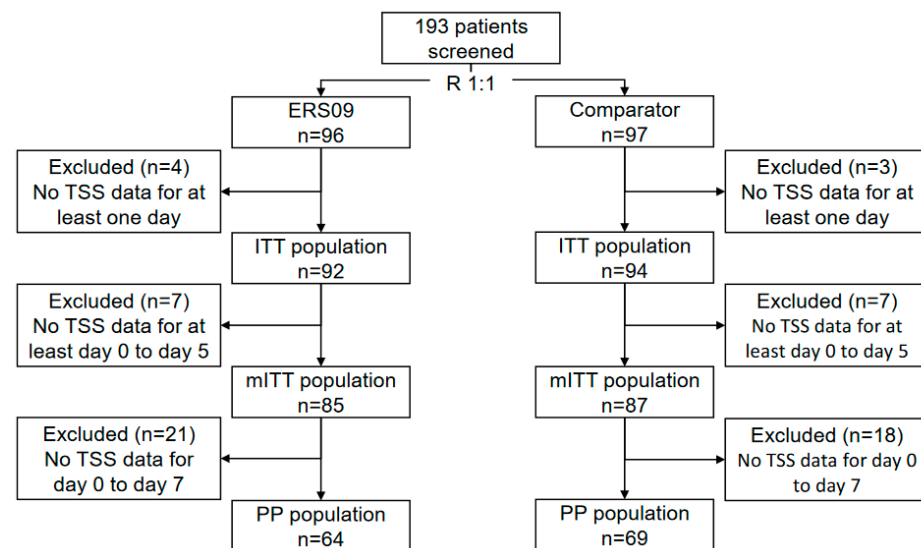 193 patients
screened
R 1:1
ERS09
n=96
Comparator
n=97
Excluded (n=4)
No TSS data for at
least one day
Excluded (n=3)
No TSS data for at
least one day
ITT population
n=92
ITT population
n=94
Excluded (n=7)
No TSS data for at
least day 0 to day 5
Excluded (n=7)
No TSS data for at
least day 0 to day 5
mITT population
n=85
mITT population
n=87
Excluded (n=21)
No TSS data for
day 0 to day 7
Excluded (n=18)
No TSS data for day 0
to day 7
PP population
n=64
PP population
n=69